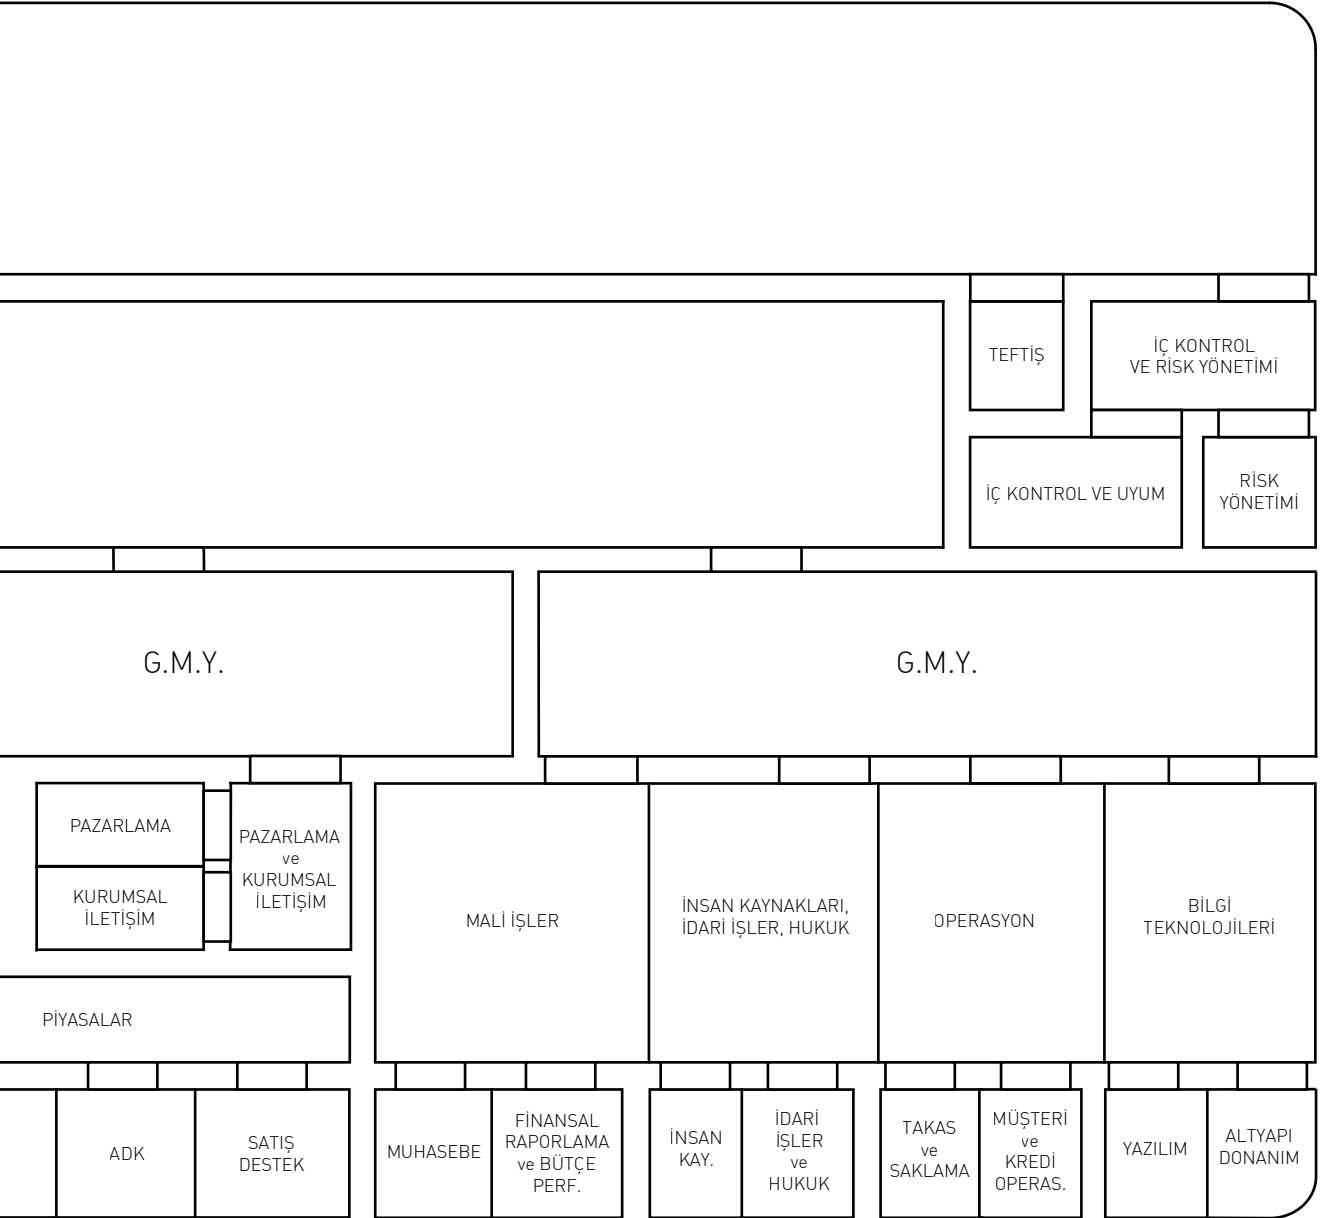 TEFTİŞ
İÇ KONTROL
VE RİSK YÖNETİMİ
İÇ KONTROL VE UYUM
RİSK
YÖNETİMİ
G.M.Y.
G.M.Y.
PAZARLAMA
KURUMSAL
İLETİŞİM
PAZARLAMA
ve
KURUMSAL
İLETİŞİM
MALİ İŞLER
İNSAN KAYNAKLARI,
İDARİ İŞLER, HUKUK
OPERASYON
BİLGİ
TEKNOLOJİLERİ
PİYASALAR
ADK
SATIŞ
DESTEK
MUHASEBE
FİNANSAL
RAPORLAMA
ve BÜTÇE
PERF.
İNSAN
KAY.
İDARİ
İŞLER
ve
HUKUK
TAKAS
ve
SAKLAMA
MÜŞTERİ
ve
KREDİ
OPERAS.
YAZILIM
ALTYAPI
DONANIM